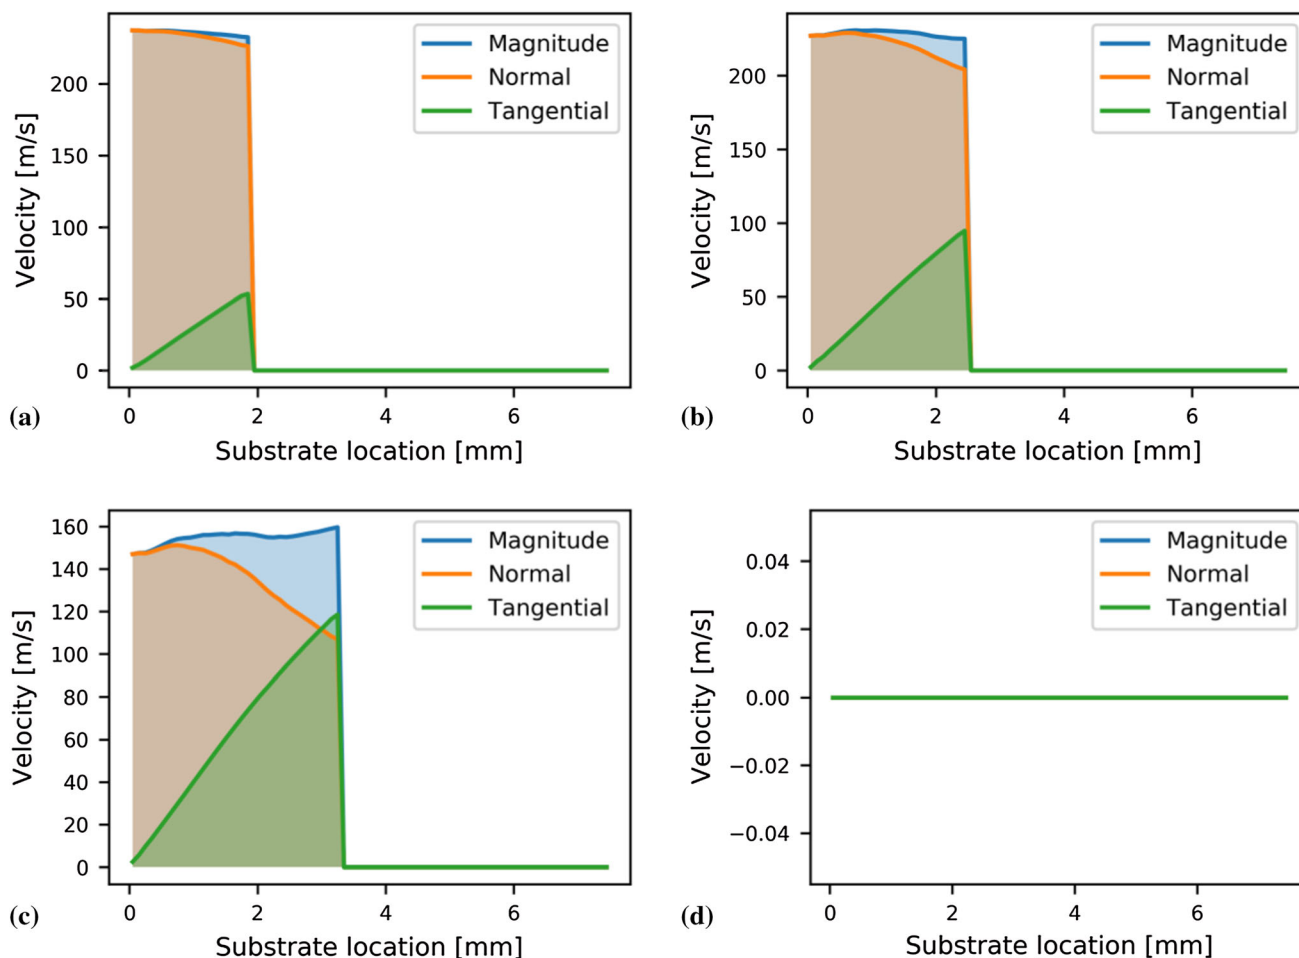 Magnitude
Normal
Tangential
200
150
100
50
0
Velocity [m/s]
0 2 4 6
(a)
Substrate location [mm]
Magnitude
Normal
Tangential
200
150
100
50
0
Velocity [m/s]
0 2 4 6
(b)
Substrate location [mm]
Magnitude
Normal
Tangential
160
140
120
100
80
60
40
20
0
Velocity [m/s]
0 2 4 6
(c)
Substrate location [mm]
Magnitude
Normal
Tangential
0.04
0.02
0.00
−0.02
−0.04
Velocity [m/s]
0 2 4 6
(d)
Substrate location [mm]